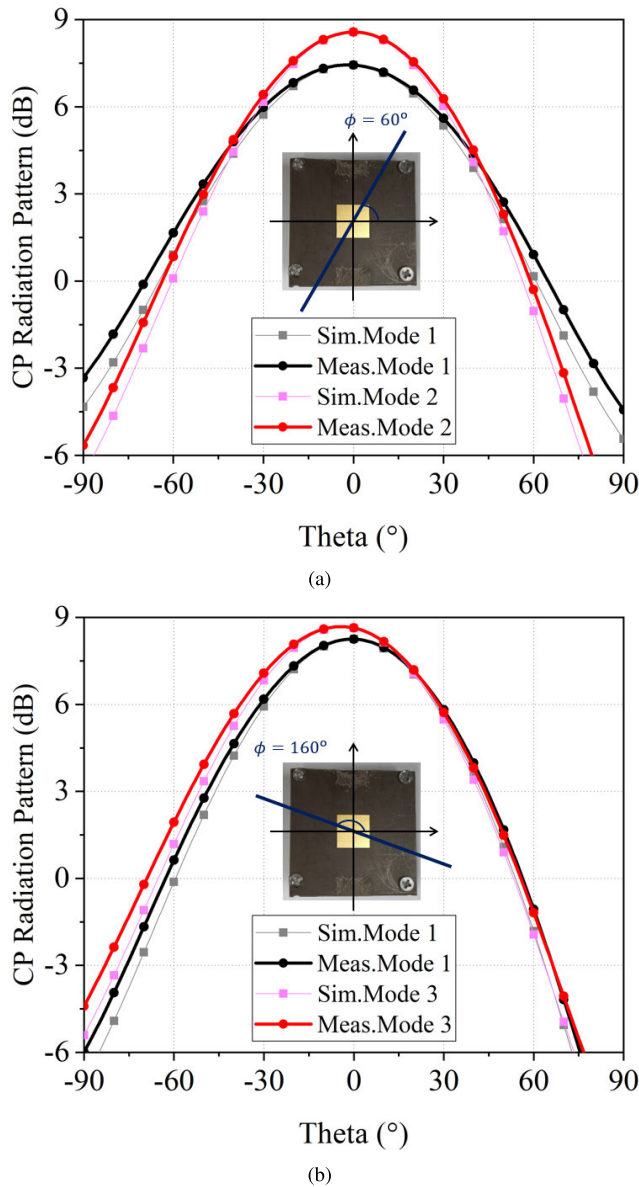 (a)
9
6
3
0
-3
-6
CP Radiation Pattern (dB)
ϕ = 60°
Sim.Mode 1
Meas.Mode 1
Sim.Mode 2
Meas.Mode 2
-90 -60 -30 0 30 60 90
Theta (°)
(a)
9
6
3
0
-3
-6
CP Radiation Pattern (dB)
ϕ = 160°
Sim.Mode 1
Meas.Mode 1
Sim.Mode 3
Meas.Mode 3
-90 -60 -30 0 30 60 90
Theta (°)
(b)